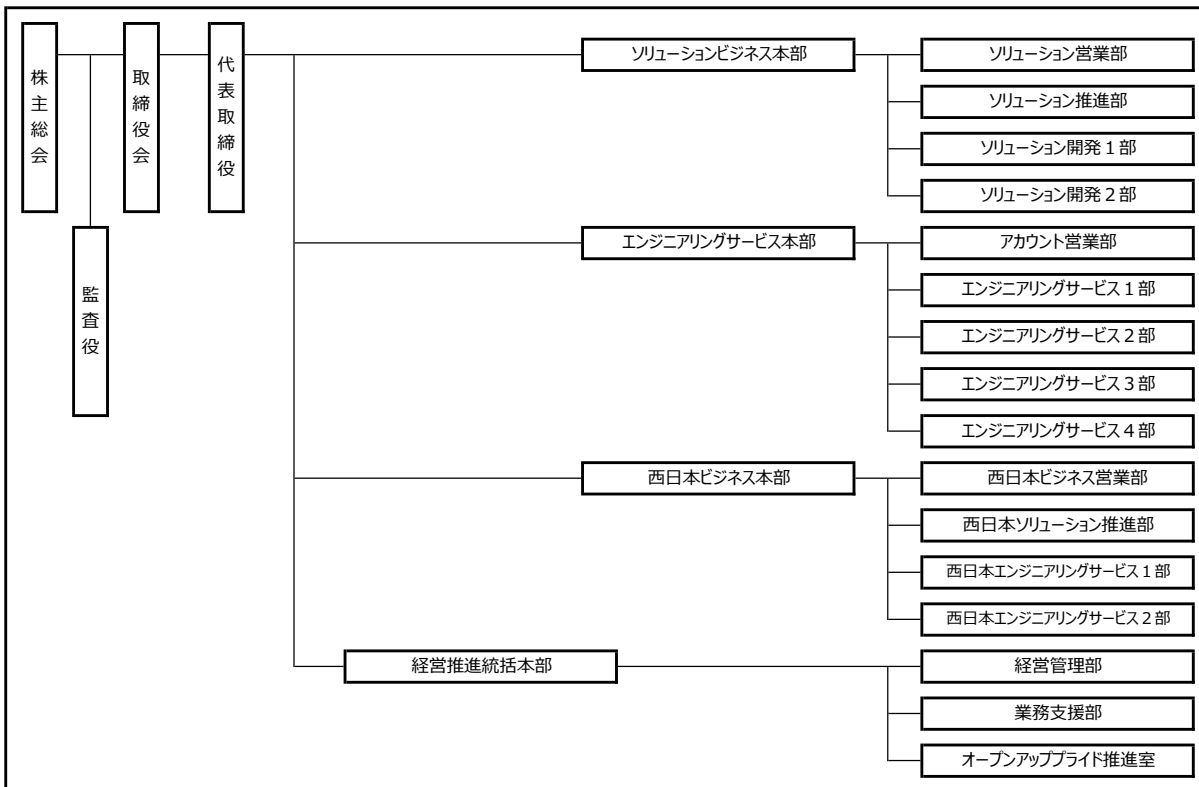 株主総会
取締役会
代表取締役
監査役
ソリューションビジネス本部
ソリューション営業部
ソリューション推進部
ソリューション開発1部
ソリューション開発2部
エンジニアリングサービス本部
アカウント営業部
エンジニアリングサービス1部
エンジニアリングサービス2部
エンジニアリングサービス3部
エンジニアリングサービス4部
西日本ビジネス本部
西日本ビジネス営業部
西日本ソリューション推進部
西日本エンジニアリングサービス1部
西日本エンジニアリングサービス2部
経営推進統括本部
経営管理部
業務支援部
オープンアッププライド推進室